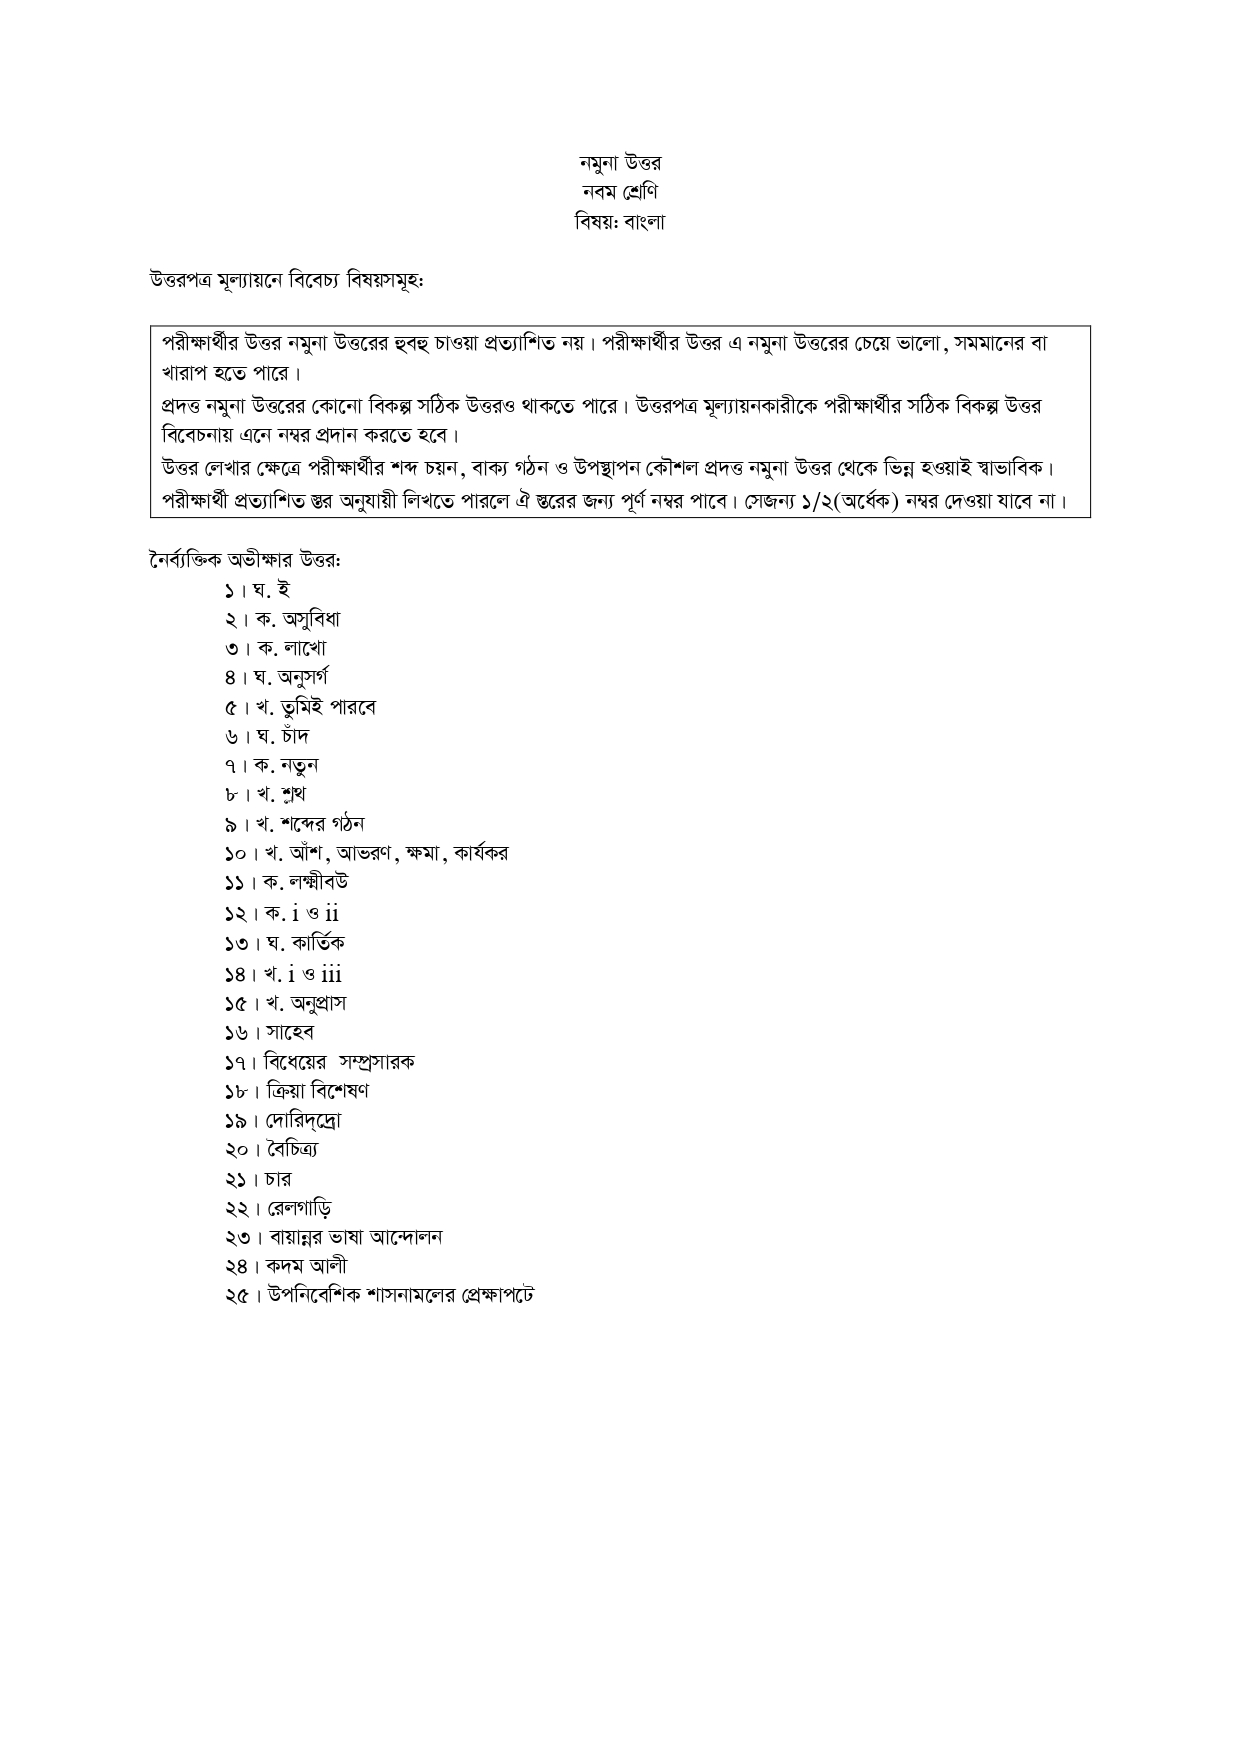 নমুনা উত্তর
নবম শ্রেণি
বিষয়: বাংলা
উত্তরপত্র মূল্যায়নে বিবেচ্য বিষয়সমূহ:
পরীক্ষার্থীর উত্তর নমুনা উত্তরের হুবহু চাওয়া প্রত্যাশিত নয়। পরীক্ষার্থীর উত্তর এ নমুনা উত্তরের চেয়ে ভালো, সমমানের বা
খারাপ হতে পারে।
প্রদত্ত নমুনা উত্তরের কোনো বিকল্প সঠিক উত্তরও থাকতে পারে। উত্তরপত্র মূল্যায়নকারীকে পরীক্ষার্থীর সঠিক বিকল্প উত্তর
বিবেচনায় এনে নম্বর প্রদান করতে হবে।
উত্তর লেখার ক্ষেত্রে পরীক্ষার্থীর শব্দ চয়ন, বাক্য গঠন ও উপস্থাপন কৌশল প্রদত্ত নমুনা উত্তর থেকে ভিন্ন হওয়াই স্বাভাবিক।
পরীক্ষার্থী প্রত্যাশিত স্তর অনুযায়ী লিখতে পারলে ঐ স্তরের জন্য পূর্ণ নম্বর পাবে। সেজন্য ১/২(অর্ধেক) নম্বর দেওয়া যাবে না।
নৈর্ব্যক্তিক অভীক্ষার উত্তর:
১। ঘ. ই
২। ক. অসুবিধা
৩। ক. লাখো
৪। ঘ. অনুসর্গ
৫। খ. তুমিই পারবে
৬। ঘ. চাঁদ
৭। ক. নতুন
৮। খ. শ্লথ
৯। খ. শব্দের গঠন
১০। খ. আঁশ, আভরণ, ক্ষমা, কার্যকর
১১। ক. লক্ষ্মীবউ
১২। ক. i ও ii
১৩। ঘ. কার্তিক
১৪। খ. i ও iii
১৫। খ. অনুপ্রাস
১৬। সাহেব
১৭। বিধেয়ের সম্প্রসারক
১৮। ক্রিয়া বিশেষণ
১৯। দোরিদ্‌দ্রো
২০। বৈচিত্র্য
২১। চার
২২। রেলগাড়ি
২৩। বায়ান্নর ভাষা আন্দোলন
২৪। কদম আলী
২৫। উপনিবেশিক শাসনামলের প্রেক্ষাপটে